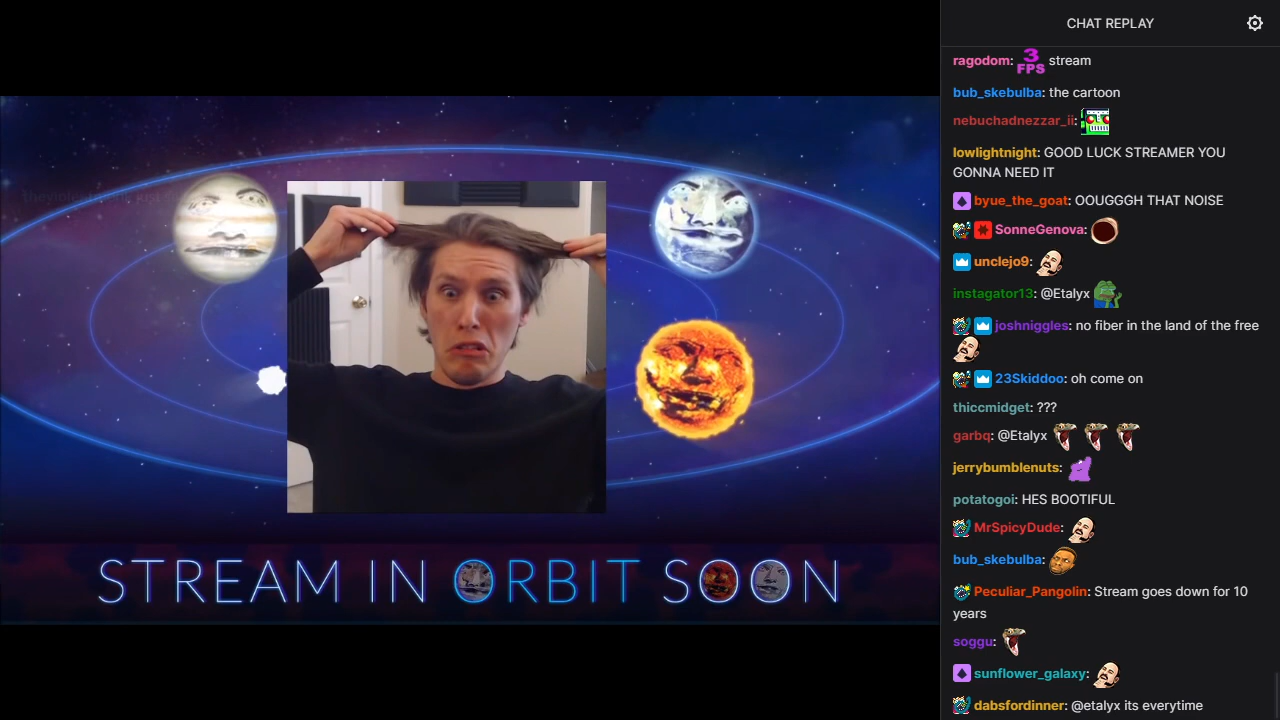 CHAT REPLAY
ragodom: 3 FPS stream
bub_skebulba: the cartoon
nebuchadnezzar_ii:
lowlightnight: GOOD LUCK STREAMER YOU
GONNA NEED IT
byue_the_goat: OOUGGGH THAT NOISE
SonneGenova:
unclejo9:
instagator13: @Etalyx
joshniggles: no fiber in the land of the free
23Skiddoo: oh come on
thiccmidget: ???
garbq: @Etalyx
jerrybumblenuts:
potatogoi: HES BOOTIFUL
MrSpicyDude:
bub_skebulba:
Peculiar_Pangolin: Stream goes down for 10
years
soggu:
sunflower_galaxy:
dabsfordinner: @etalyx its everytime
STREAM IN ORBIT SOON